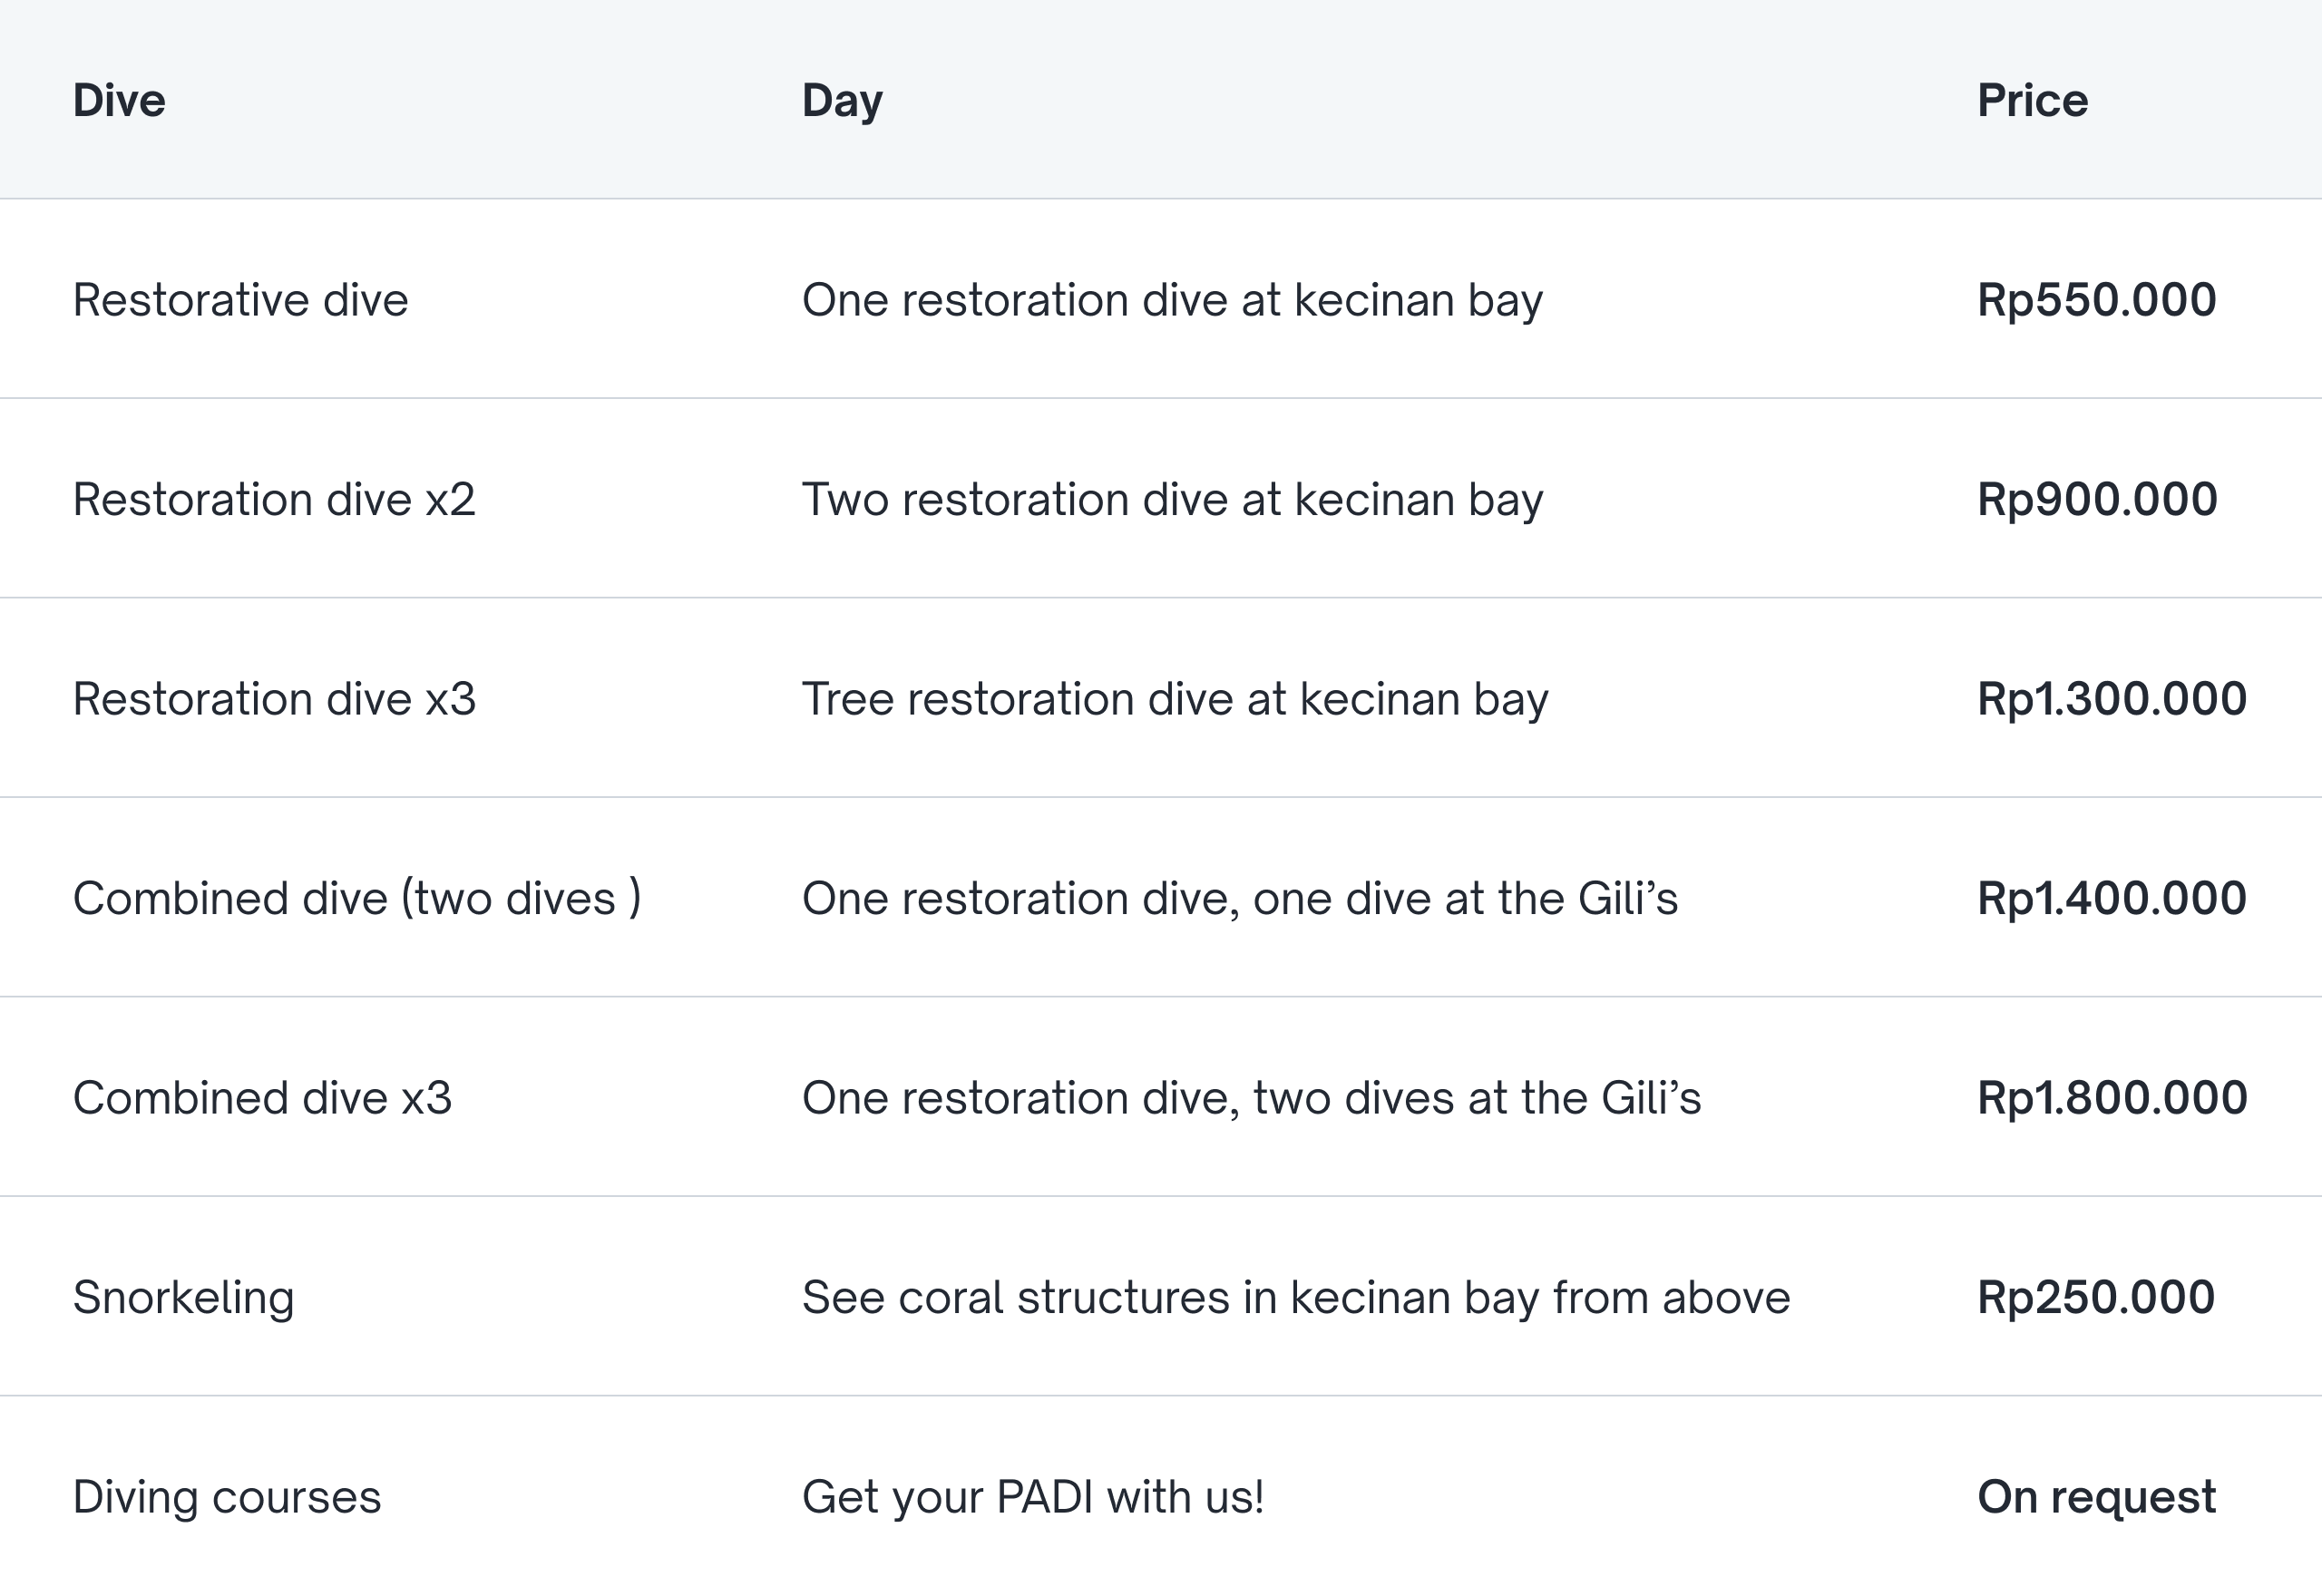 Dive Day Price
Restorative dive One restoration dive at kecinan bay Rp550.000
Restoration dive x2 Two restoration dive at kecinan bay Rp900.000
Restoration dive x3 Tree restoration dive at kecinan bay Rp1.300.000
Combined dive (two dives ) One restoration dive, one dive at the Gili’s Rp1.400.000
Combined dive x3 One restoration dive, two dives at the Gili’s Rp1.800.000
Snorkeling See coral structures in kecinan bay from above Rp250.000
Diving courses Get your PADI with us! On request